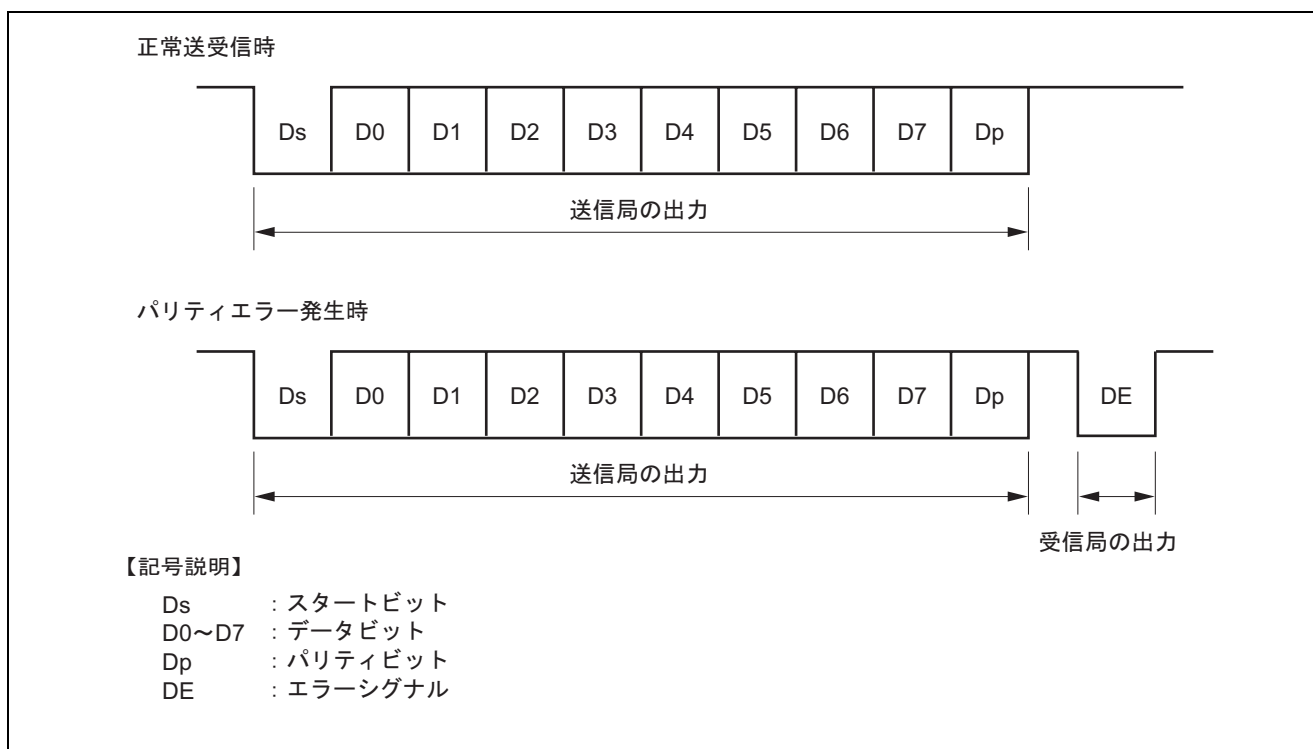 正常送受信時
Ds D0 D1 D2 D3 D4 D5 D6 D7 Dp
送信局の出力
パリティエラー発生時
Ds D0 D1 D2 D3 D4 D5 D6 D7 Dp DE
送信局の出力
受信局の出力
【記号説明】
Ds : スタートビット
D0～D7 : データビット
Dp : パリティビット
DE : エラーシグナル